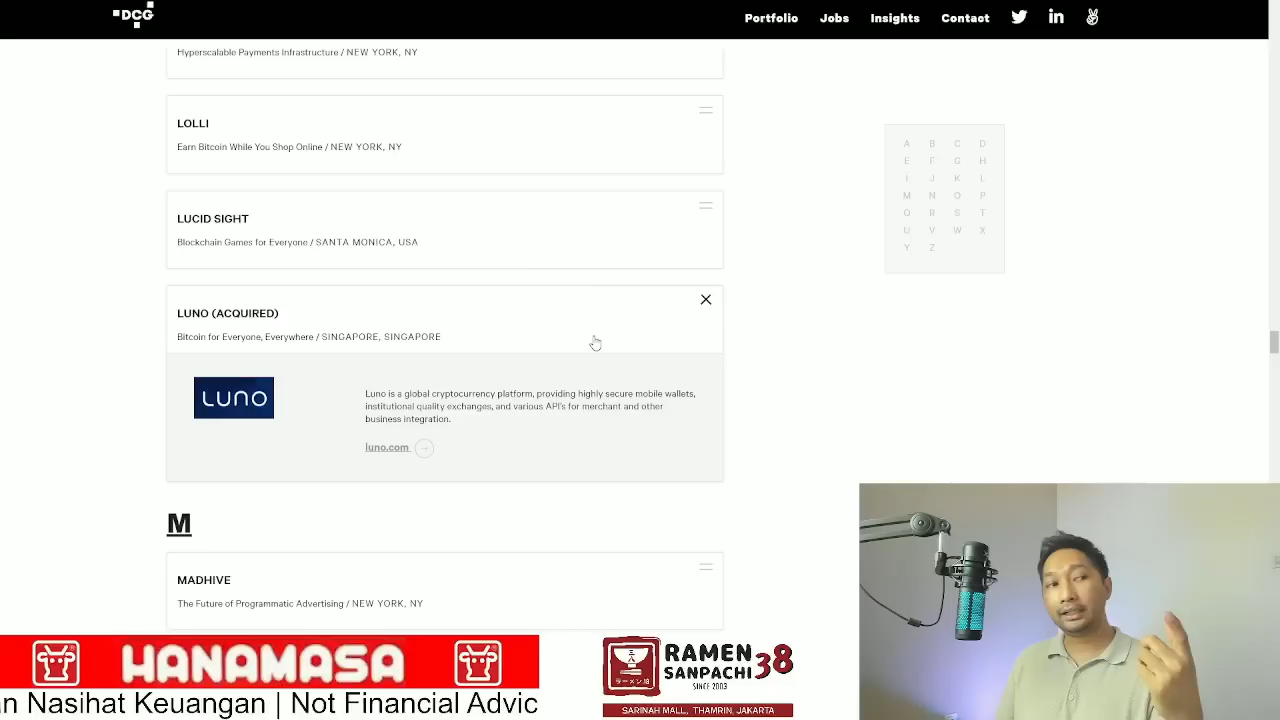 DCG
Portfolio
Jobs
Insights
Contact
Hyperscalable Payments Infrastructure / NEW YORK, NY
LOLLI
Earn Bitcoin While You Shop Online / NEW YORK, NY
LUCID SIGHT
Blockchain Games for Everyone / SANTA MONICA, USA
LUNO (ACQUIRED)
Bitcoin for Everyone, Everywhere / SINGAPORE, SINGAPORE
LUNO
Luno is a global cryptocurrency platform, providing highly secure mobile wallets,
institutional quality exchanges, and various API's for merchant and other
business integration.
luno.com
M
MADHIVE
The Future of Programmatic Advertising / NEW YORK, NY
A B C D
E F G H
I J K L
M N O P
Q R S T
U V W X
Y Z
HANAMASA
RAMEN
SANPACHI 38
SINCE 2003
SARINAH MALL, THAMRIN, JAKARTA
an Nasihat Keuangan | Not Financial Advic